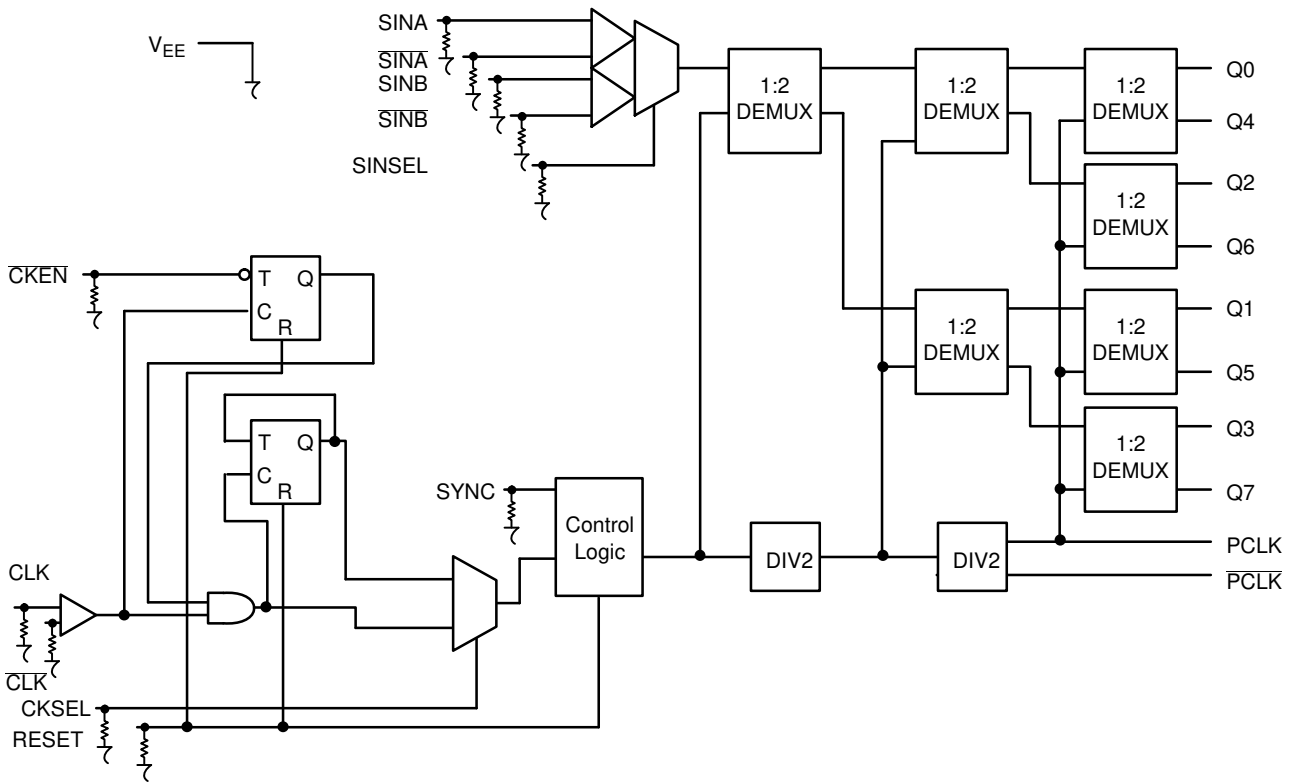 SINA
VEE
SINA
SINB
SINB
SINSEL
1:2
DEMUX
1:2
DEMUX
1:2
DEMUX
Q0
Q4
1:2
DEMUX
Q2
Q6
CKEN
T Q
C
R
1:2
DEMUX
1:2
DEMUX
Q1
Q5
T Q
C
R
1:2
DEMUX
Q3
Q7
SYNC
Control
Logic
DIV2
DIV2
PCLK
PCLK
CLK
CLK
CKSEL
RESET